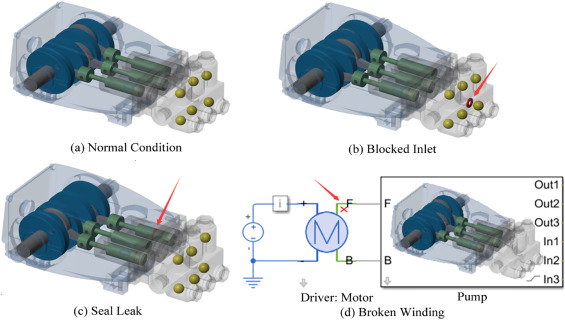 (a) Normal Condition
(b) Blocked Inlet
(c) Seal Leak
+
-
i
+
-
M
F
B
F
B
Out1
Out2
Out3
In1
In2
In3
Driver: Motor
Pump
(d) Broken Winding